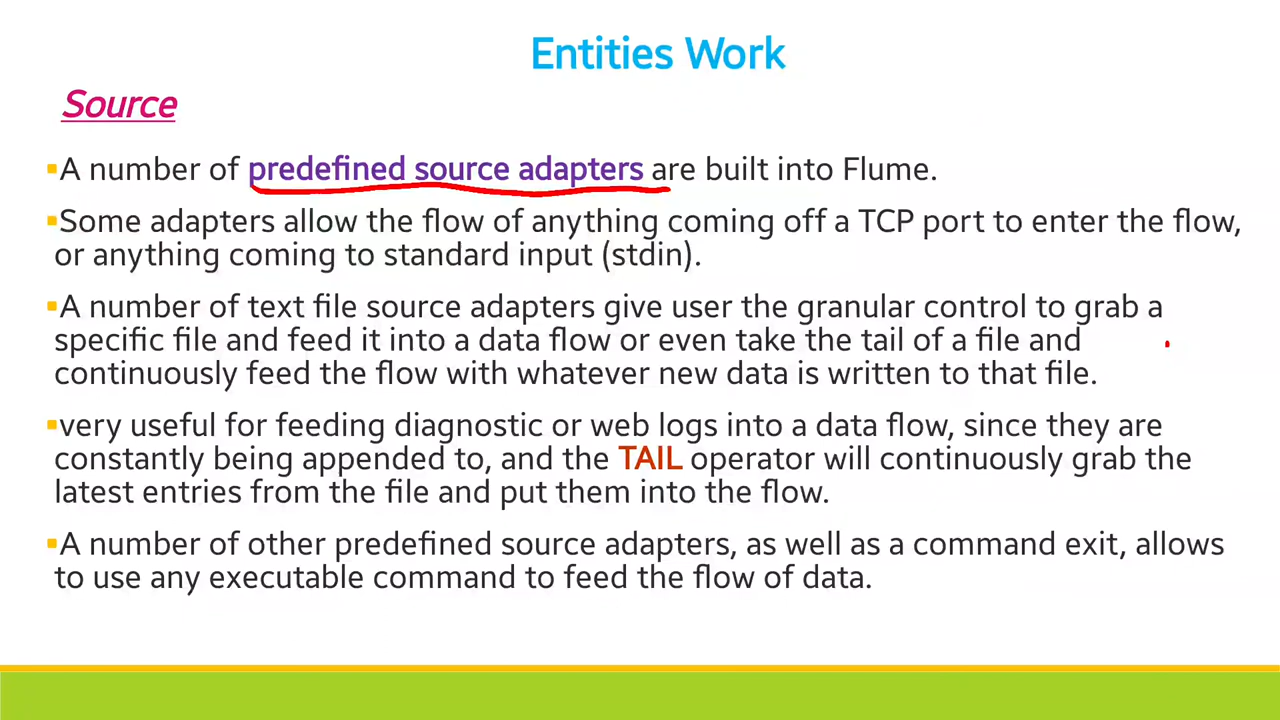 Entities Work
Source
▪A number of predefined source adapters are built into Flume.
▪Some adapters allow the flow of anything coming off a TCP port to enter the flow,
or anything coming to standard input (stdin).
▪A number of text file source adapters give user the granular control to grab a
specific file and feed it into a data flow or even take the tail of a file and
continuously feed the flow with whatever new data is written to that file.
▪very useful for feeding diagnostic or web logs into a data flow, since they are
constantly being appended to, and the TAIL operator will continuously grab the
latest entries from the file and put them into the flow.
▪A number of other predefined source adapters, as well as a command exit, allows
to use any executable command to feed the flow of data.